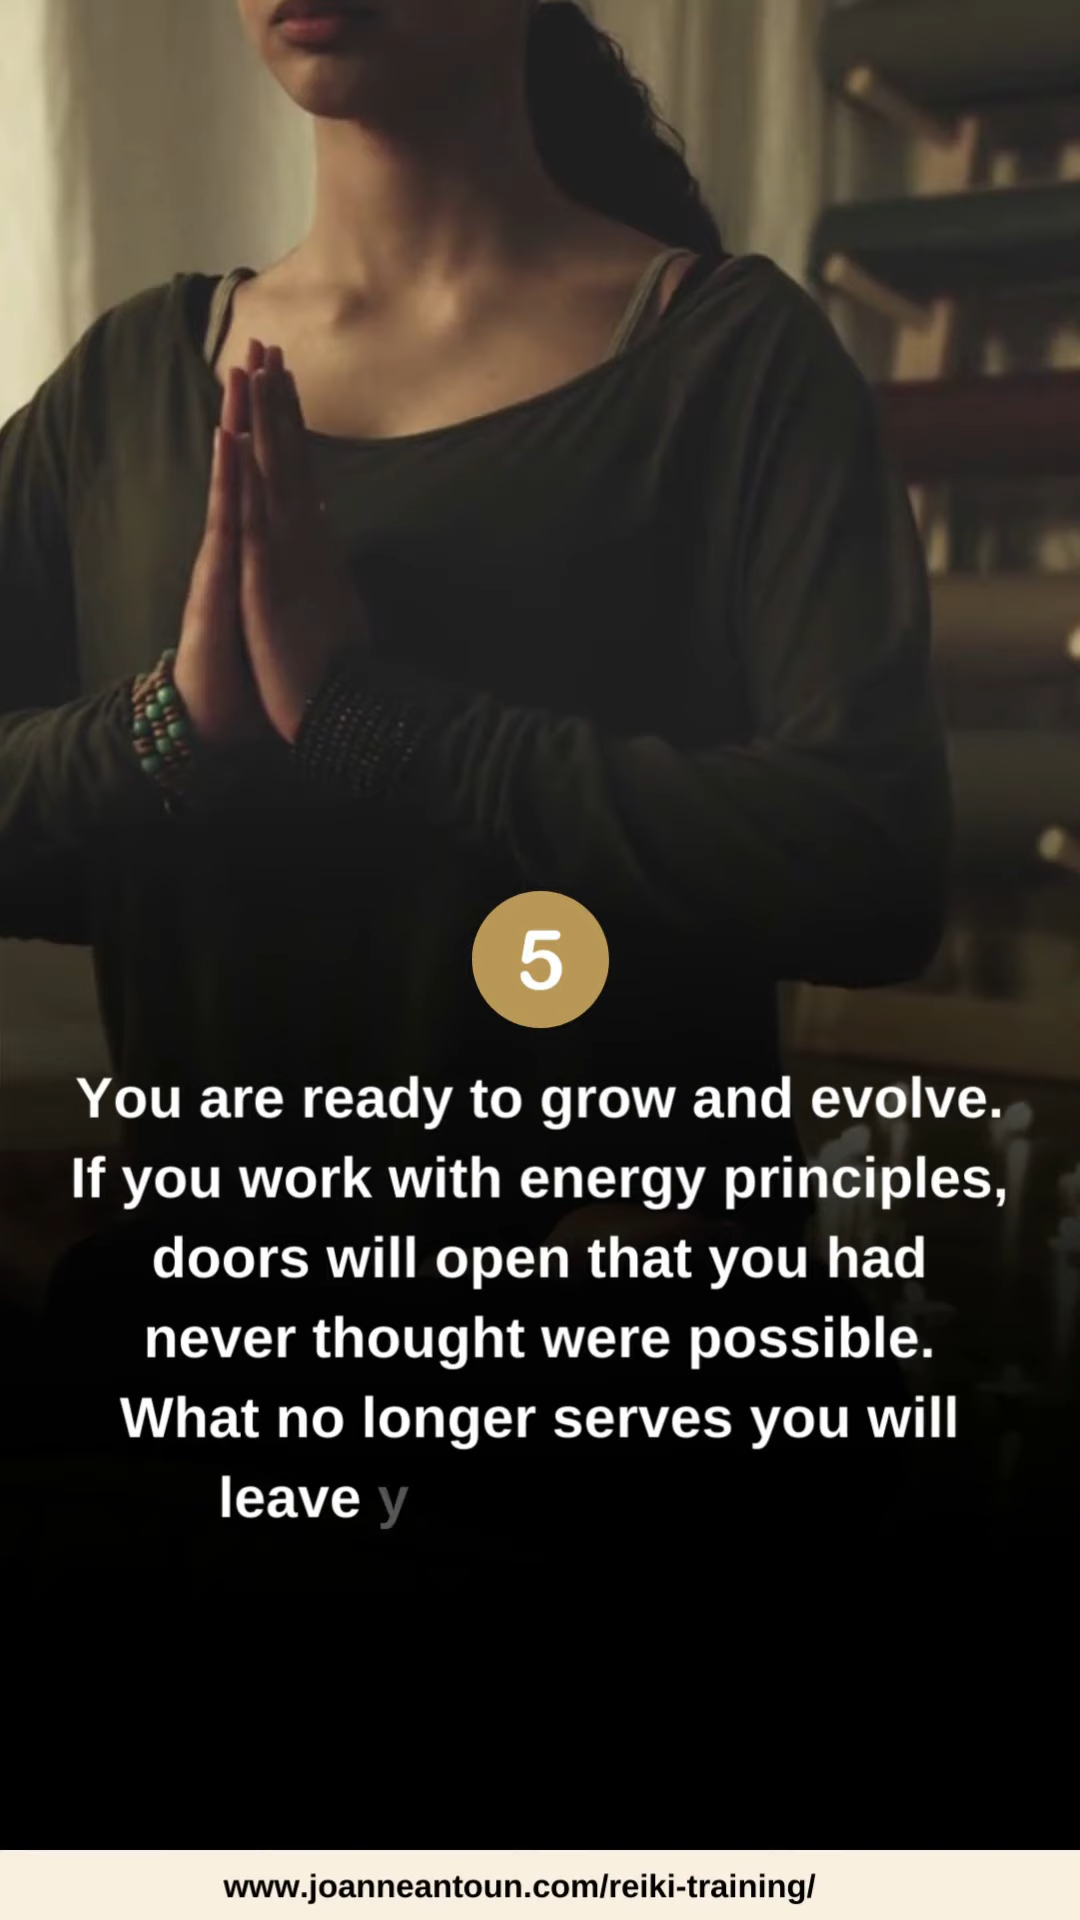 5
You are ready to grow and evolve.
If you work with energy principles,
doors will open that you had
never thought were possible.
What no longer serves you will
leave y
www.joanneantoun.com/reiki-training/